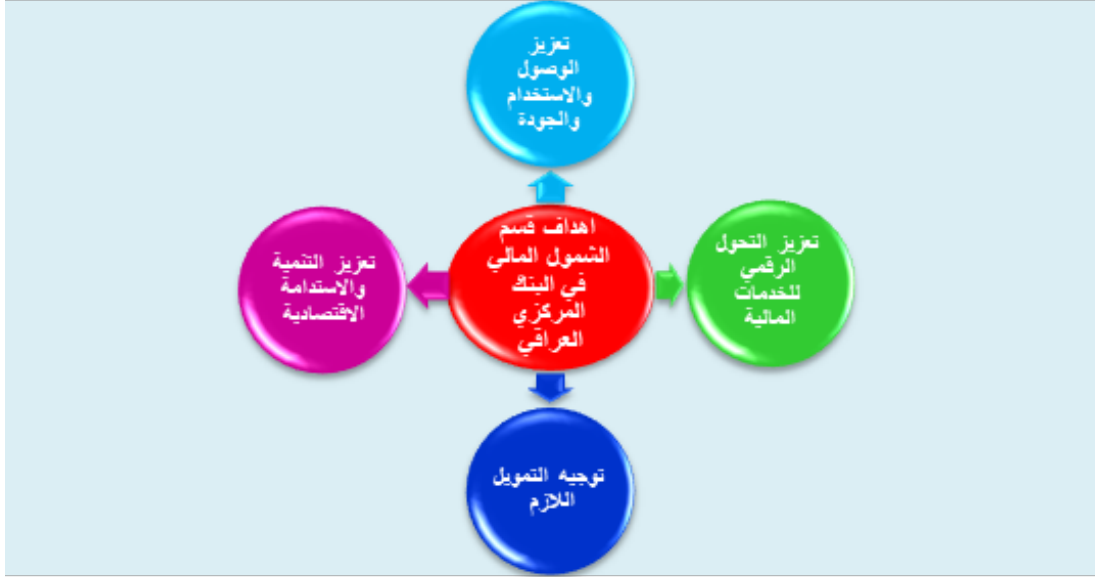 تعزيز
الوصول
والاستخدام
والجودة
اهداف قسم
الشمول المالي
في البنك
المركزي
العراقي
تعزيز التحول
الرقمي
للخدمات
المالية
تعزيز التنمية
والاستدامة
الاقتصادية
توجيه التمويل
اللازم